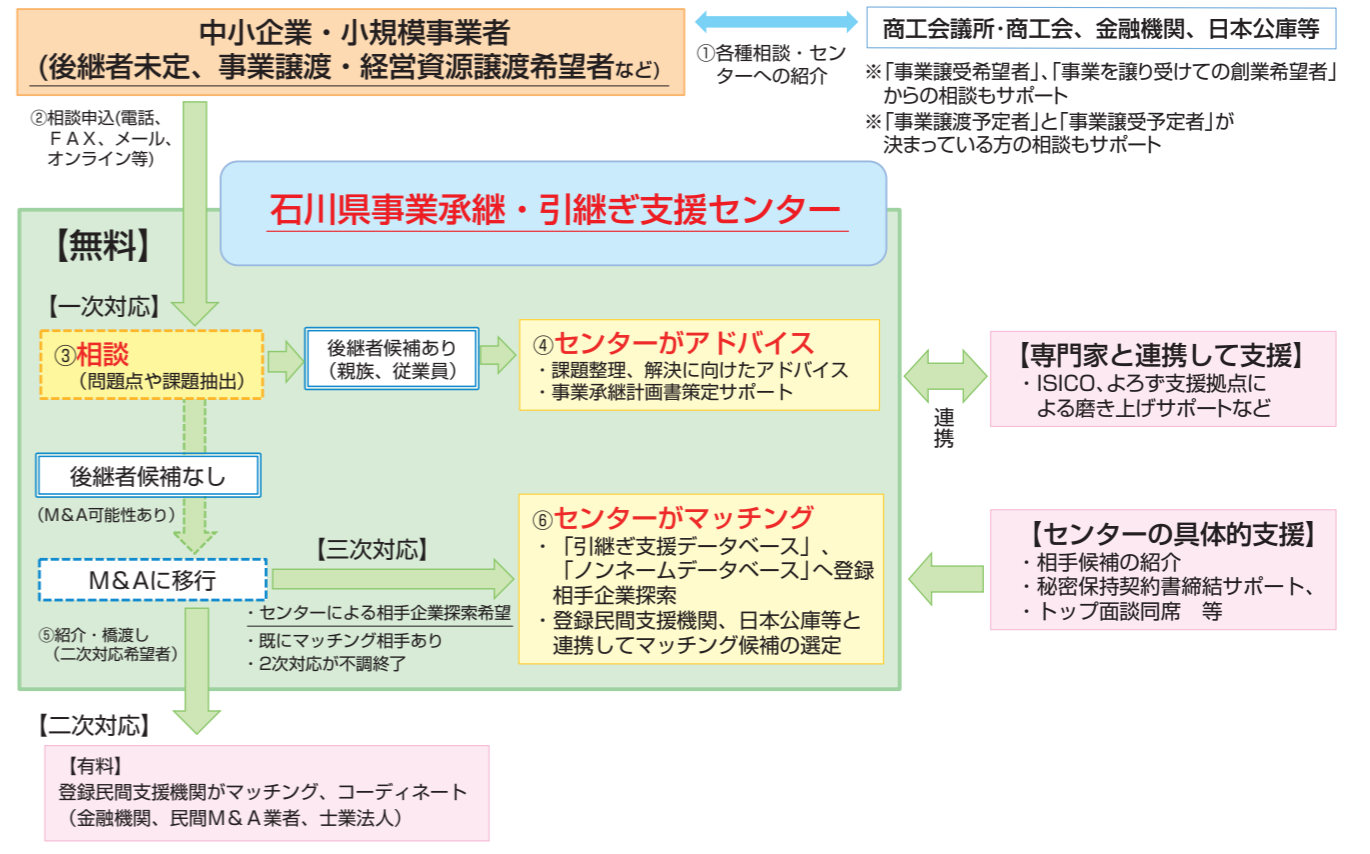 中小企業・小規模事業者
(後継者未定、事業譲渡・経営資源譲渡希望者など)
①各種相談・セン
ターへの紹介
商工会議所・商工会、金融機関、日本公庫等
※「事業譲受希望者」、「事業を譲り受けての創業希望者」
からの相談もサポート
※「事業譲渡予定者」と「事業譲受予定者」が
決まっている方の相談もサポート
②相談申込(電話、
ＦＡＸ、メール、
オンライン等)
石川県事業承継・引継ぎ支援センター
【無料】
【一次対応】
③相談
（問題点や課題抽出）
後継者候補あり
（親族、従業員）
④センターがアドバイス
・課題整理、解決に向けたアドバイス
・事業承継計画書策定サポート
連携
【専門家と連携して支援】
・ISICO、よろず支援拠点に
よる磨き上げサポートなど
後継者候補なし
（M&A可能性あり）
M&Aに移行
【三次対応】
・センターによる相手企業探索希望
・既にマッチング相手あり
・2次対応が不調終了
⑥センターがマッチング
・「引継ぎ支援データベース」、
「ノンネームデータベース」へ登録
相手企業探索
・登録民間支援機関、日本公庫等と
連携してマッチング候補の選定
【センターの具体的支援】
・相手候補の紹介
・秘密保持契約書締結サポート、
・トップ面談同席　等
⑤紹介・橋渡し
（二次対応希望者）
【二次対応】
【有料】
登録民間支援機関がマッチング、コーディネート
（金融機関、民間M&A業者、士業法人）